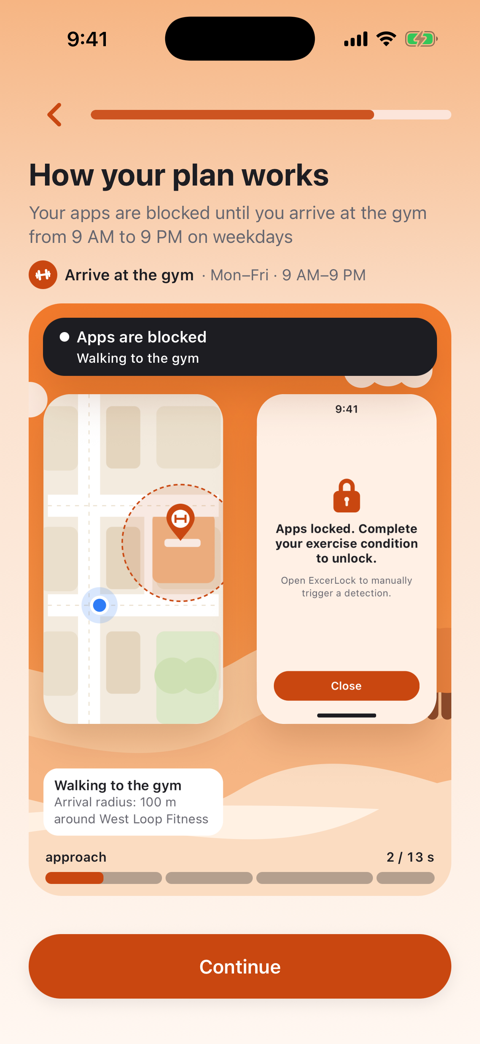 9:41
How your plan works
Your apps are blocked until you arrive at the gym
from 9 AM to 9 PM on weekdays
Arrive at the gym · Mon–Fri · 9 AM–9 PM
Apps are blocked
Walking to the gym
9:41
Apps locked. Complete
your exercise condition
to unlock.
Open ExcerLock to manually
trigger a detection.
Close
Walking to the gym
Arrival radius: 100 m
around West Loop Fitness
approach
2 / 13 s
Continue